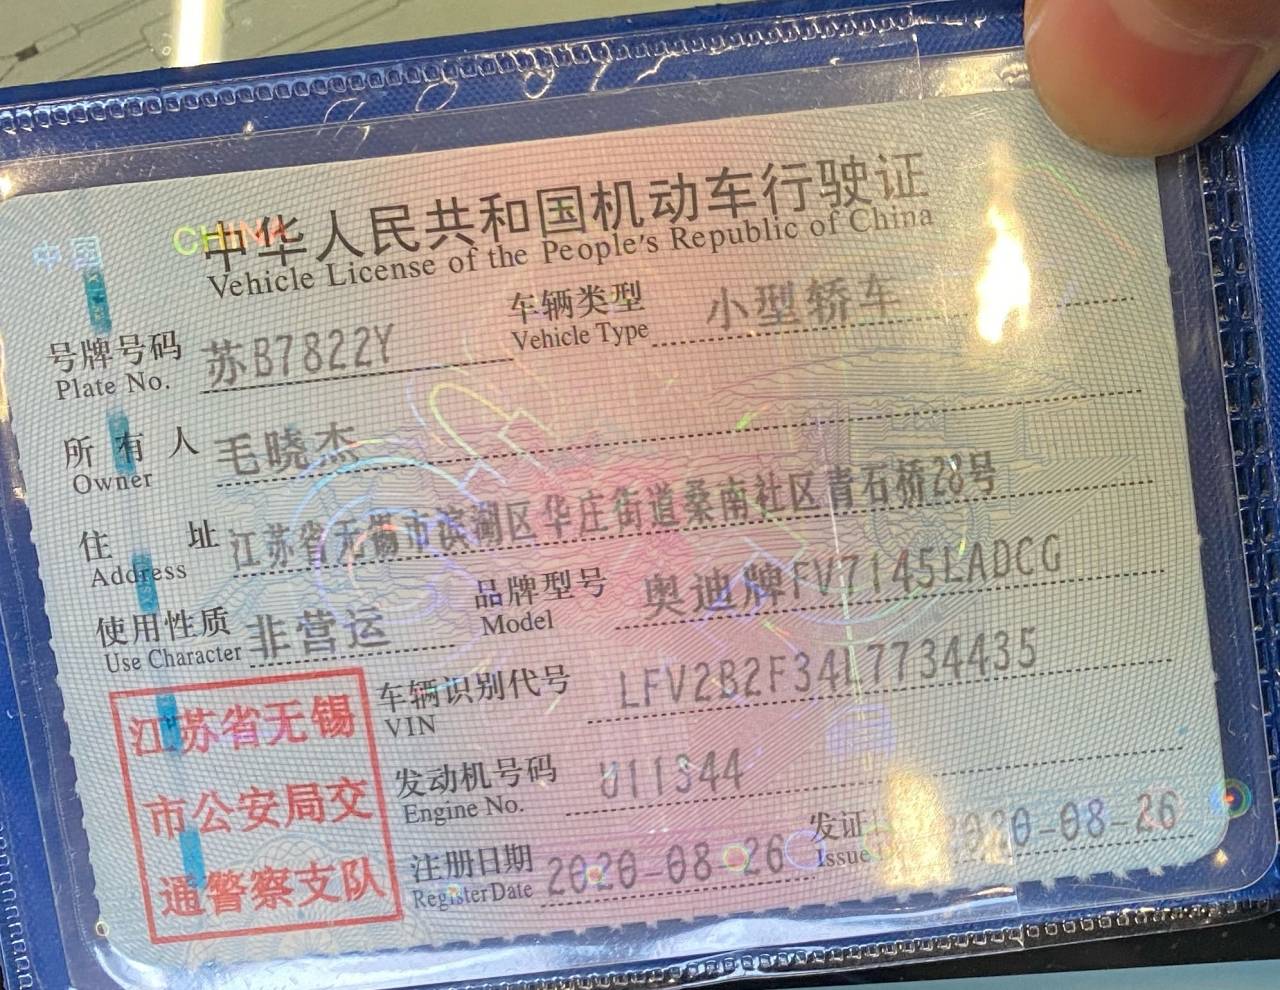 中国 CHINA
中华人民共和国机动车行驶证
Vehicle License of the People's Republic of China
号牌号码 苏B7822Y 车辆类型 小型轿车
Plate No. Vehicle Type
所有人 毛晓杰
Owner
住址 江苏省无锡市滨湖区华庄街道桑南社区青石桥28号
Address
使用性质 非营运 品牌型号 奥迪牌FV7145LADCG
Use Character Model
车辆识别代号 LFV2B2F34L7734435
VIN
发动机号码 U11344
Engine No.
注册日期 2020-08-26 发证 2020-08-26
Register Date Issue
江苏省无锡
市公安局交
通警察支队